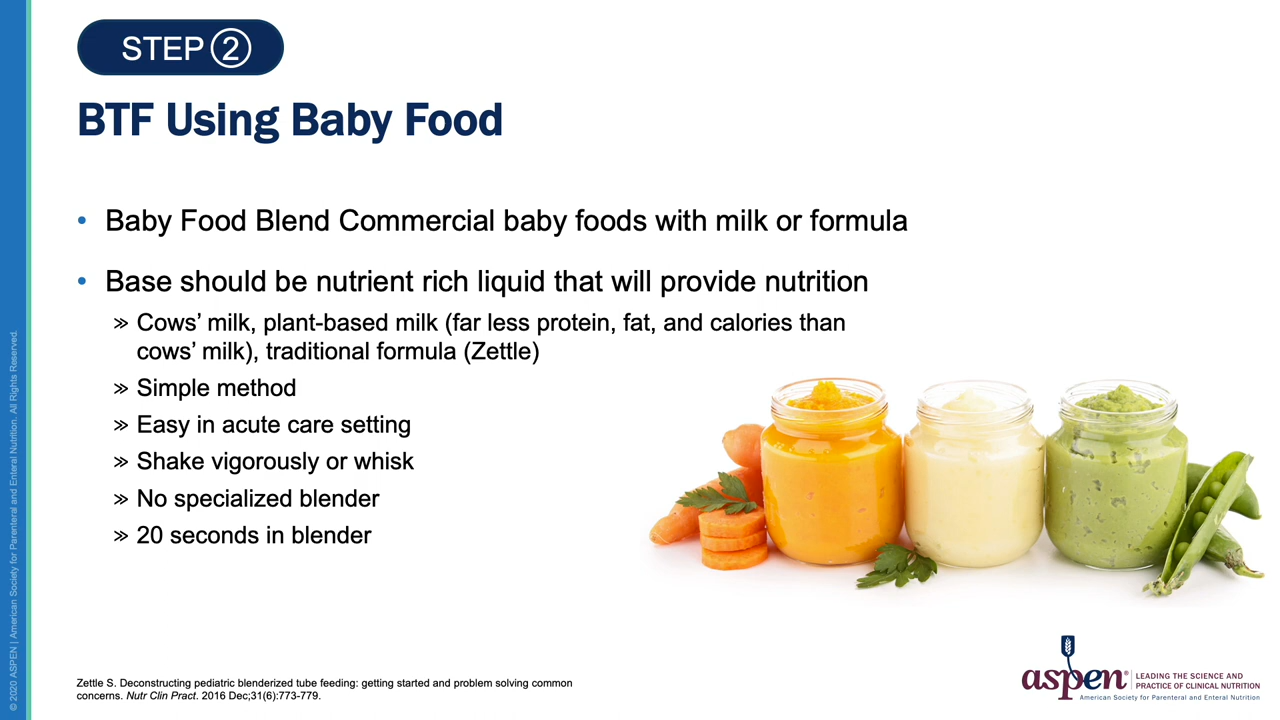 STEP 2
BTF Using Baby Food
• Baby Food Blend Commercial baby foods with milk or formula
• Base should be nutrient rich liquid that will provide nutrition
» Cows’ milk, plant-based milk (far less protein, fat, and calories than
cows’ milk), traditional formula (Zettle)
» Simple method
» Easy in acute care setting
» Shake vigorously or whisk
» No specialized blender
» 20 seconds in blender
Zettle S. Deconstructing pediatric blenderized tube feeding: getting started and problem solving common
concerns. Nutr Clin Pract. 2016 Dec;31(6):773-779.
aspen®
LEADING THE SCIENCE AND
PRACTICE OF CLINICAL NUTRITION
American Society for Parenteral and Enteral Nutrition
© 2020 ASPEN | American Society for Parenteral and Enteral Nutrition. All Rights Reserved.